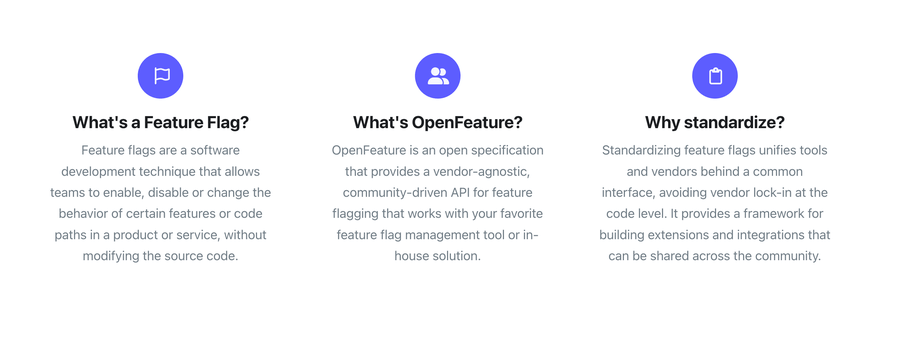 What's a Feature Flag?
Feature flags are a software
development technique that allows
teams to enable, disable or change the
behavior of certain features or code
paths in a product or service, without
modifying the source code.
What's OpenFeature?
OpenFeature is an open specification
that provides a vendor-agnostic,
community-driven API for feature
flagging that works with your favorite
feature flag management tool or in-
house solution.
Why standardize?
Standardizing feature flags unifies tools
and vendors behind a common
interface, avoiding vendor lock-in at the
code level. It provides a framework for
building extensions and integrations that
can be shared across the community.